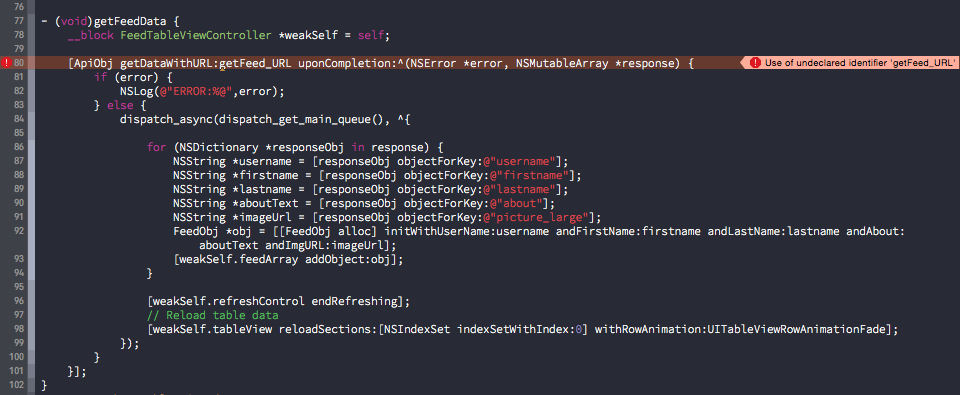 76
77 - (void)getFeedData {
78 __block FeedTableViewController *weakSelf = self;
79
80 [ApiObj getDataWithURL:getFeed_URL uponCompletion:^(NSError *error, NSMutableArray *response) { Use of undeclared identifier 'getFeed_URL'
81 if (error) {
82 NSLog(@"ERROR:%@",error);
83 } else {
84 dispatch_async(dispatch_get_main_queue(), ^{
85
86 for (NSDictionary *responseObj in response) {
87 NSString *username = [responseObj objectForKey:@"username"];
88 NSString *firstname = [responseObj objectForKey:@"firstname"];
89 NSString *lastname = [responseObj objectForKey:@"lastname"];
90 NSString *aboutText = [responseObj objectForKey:@"about"];
91 NSString *imageUrl = [responseObj objectForKey:@"picture_large"];
92 FeedObj *obj = [[FeedObj alloc] initWithUserName:username andFirstName:firstname andLastName:lastname andAbout:
aboutText andImgURL:imageUrl];
93 [weakSelf.feedArray addObject:obj];
94 }
95
96 [weakSelf.refreshControl endRefreshing];
97 // Reload table data
98 [weakSelf.tableView reloadSections:[NSIndexSet indexSetWithIndex:0] withRowAnimation:UITableViewRowAnimationFade];
99 });
100 }
101 }];
102 }